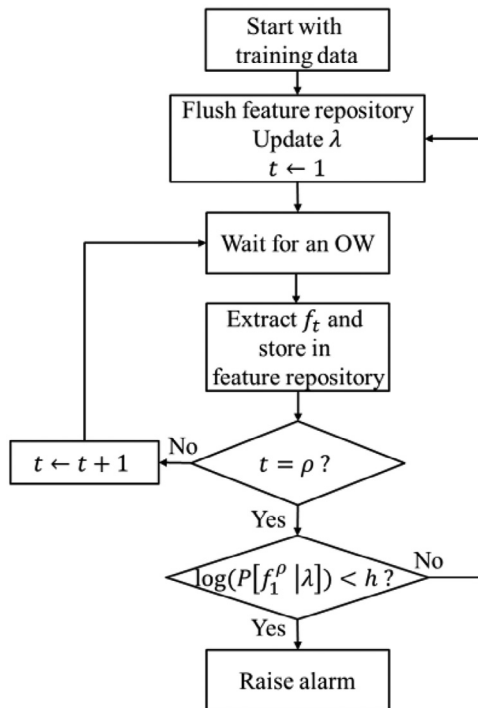 Start with
training data
Flush feature repository
Update λ
t ← 1
Wait for an OW
Extract f_t and
store in
feature repository
t ← t + 1
No
t = ρ ?
Yes
log(P[f_1^ρ |λ]) < h ?
No
Yes
Raise alarm